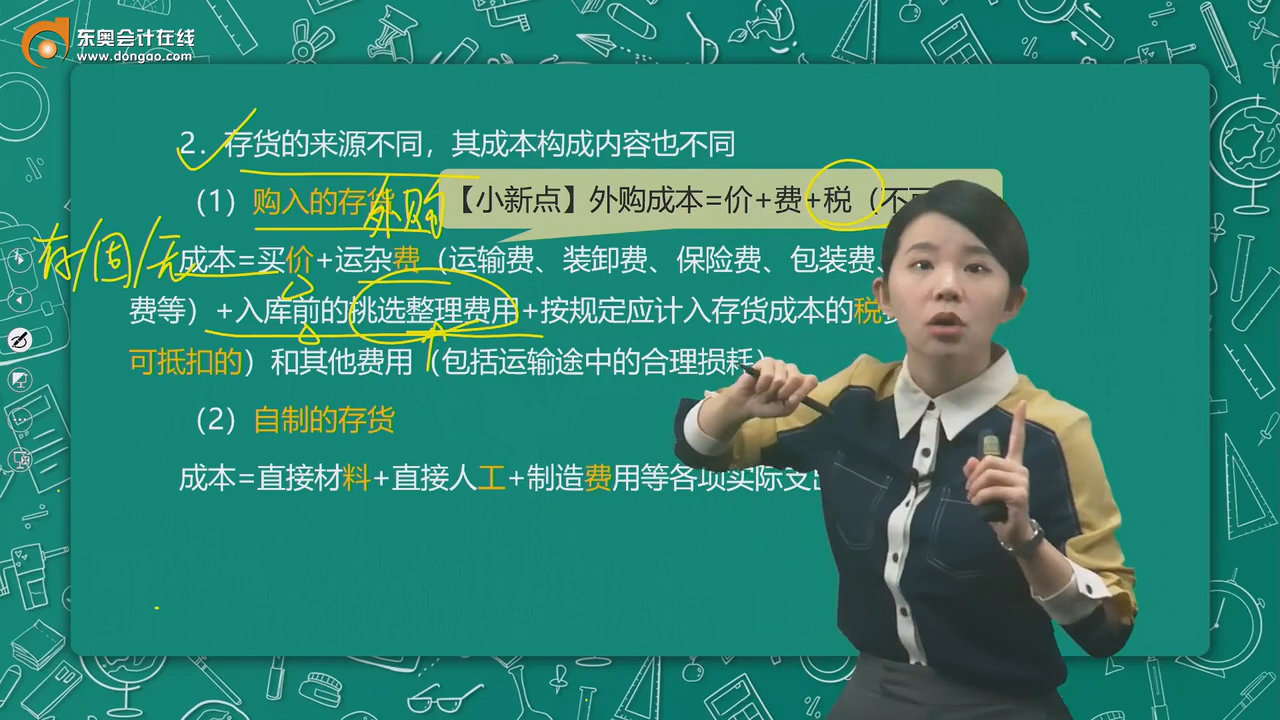 东奥会计在线
www.dongao.com
2．存货的来源不同，其成本构成内容也不同
（1）购入的存货
外购
【小新点】外购成本=价+费+税（不可
存/固/无
成本=买价+运杂费（运输费、装卸费、保险费、包装费、
费等）+入库前的挑选整理费用+按规定应计入存货成本的税
可抵扣的）和其他费用（包括运输途中的合理损耗）
（2）自制的存货
成本=直接材料+直接人工+制造费用等各项实际支出